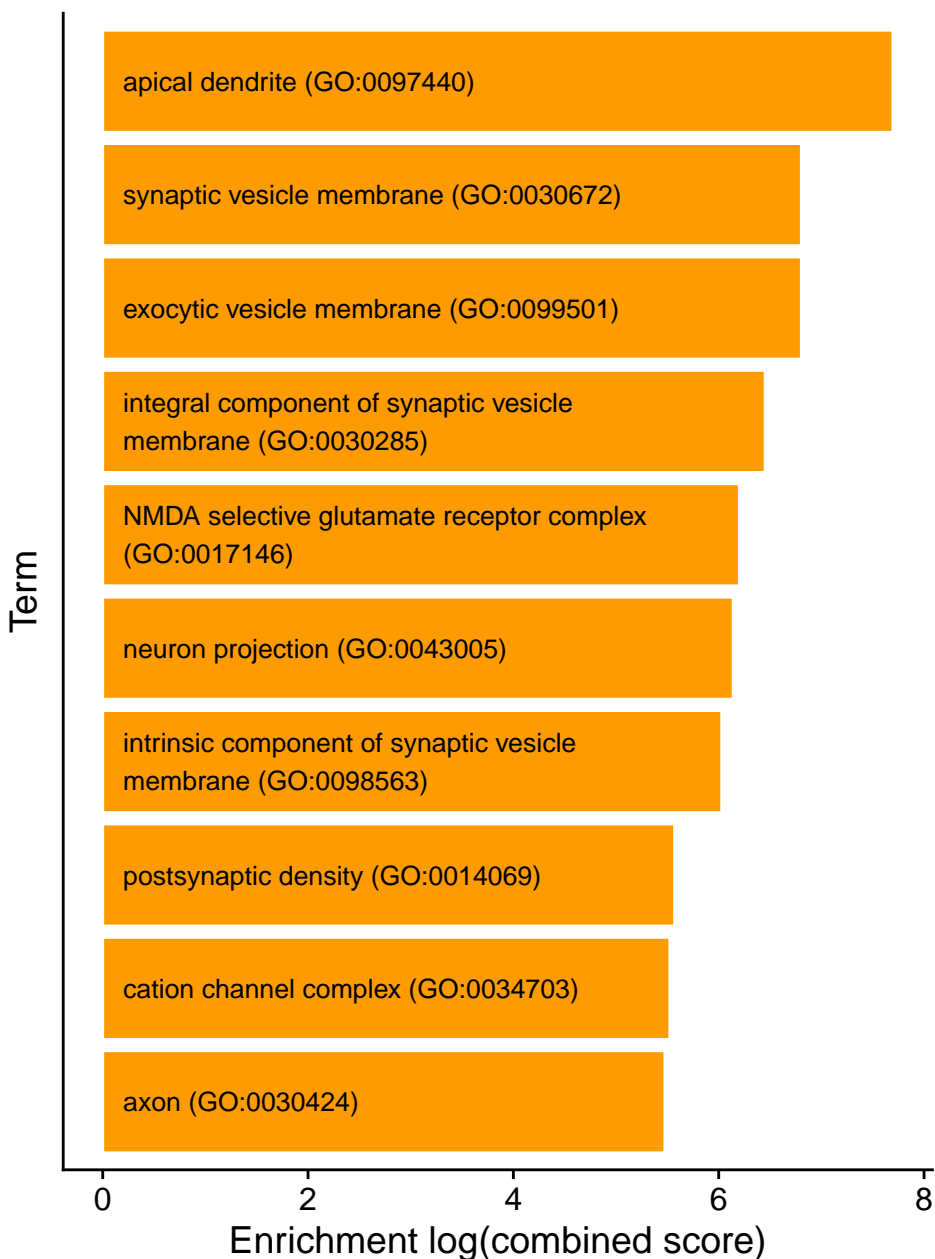 apical dendrite (GO:0097440)
synaptic vesicle membrane (GO:0030672)
exocytic vesicle membrane (GO:0099501)
integral component of synaptic vesicle
membrane (GO:0030285)
NMDA selective glutamate receptor complex
(GO:0017146)
neuron projection (GO:0043005)
intrinsic component of synaptic vesicle
membrane (GO:0098563)
postsynaptic density (GO:0014069)
cation channel complex (GO:0034703)
axon (GO:0030424)
Term
0 2 4 6 8
Enrichment log(combined score)